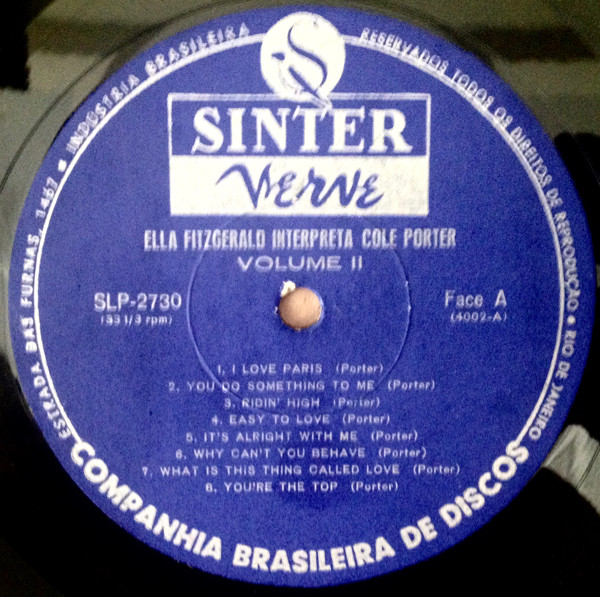 INDÚSTRIA BRASILEIRA
RESERVADOS TODOS OS DIREITOS DE REPRODUÇÃO • RIO DE JANEIRO
S
SINTER
Verve
ELLA FITZGERALD INTERPRETA COLE PORTER
VOLUME II
SLP-2730
(33 1/3 rpm)
Face A
(4002-A)
1. I LOVE PARIS (Porter)
2. YOU DO SOMETHING TO ME (Porter)
3. RIDIN' HIGH (Porter)
4. EASY TO LOVE (Porter)
5. IT'S ALRIGHT WITH ME (Porter)
6. WHY CAN'T YOU BEHAVE (Porter)
7. WHAT IS THIS THING CALLED LOVE (Porter)
8. YOU'RE THE TOP (Porter)
ESTRADA DAS FURNAS, 1467 •
COMPANHIA BRASILEIRA DE DISCOS